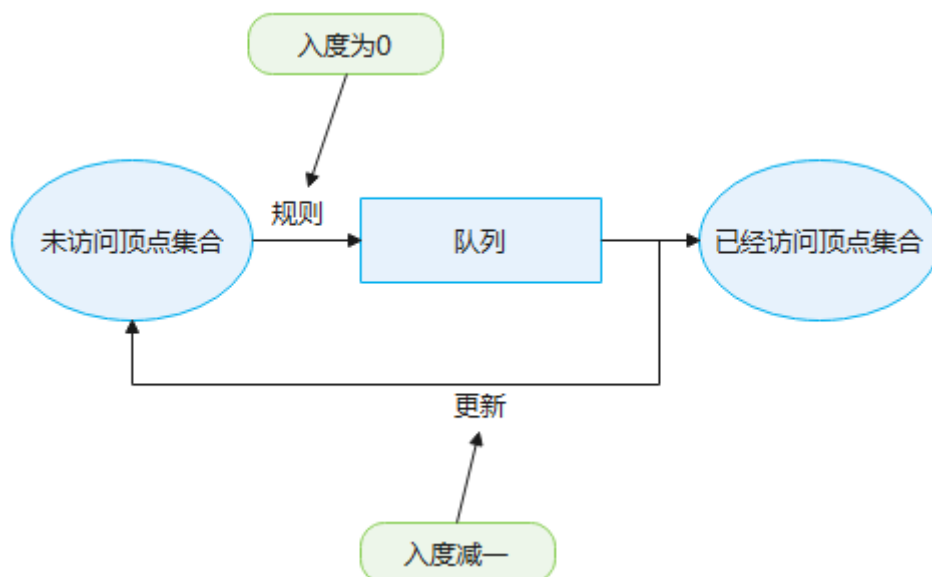 入度为0
规则
未访问顶点集合
队列
已经访问顶点集合
更新
入度减一